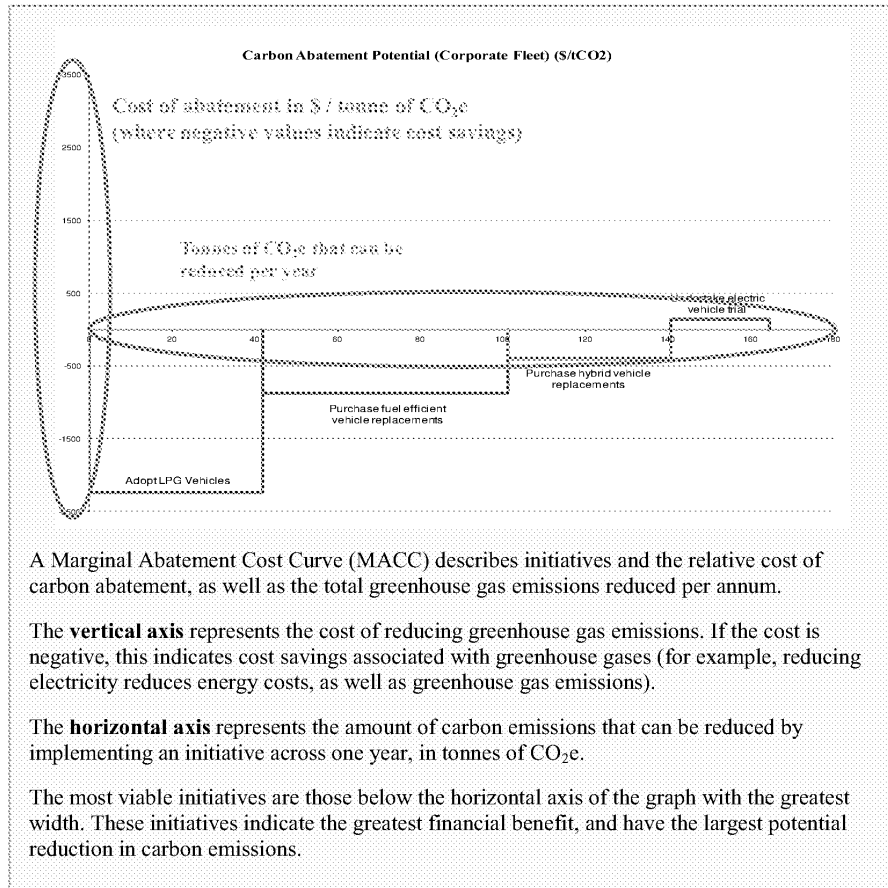 Carbon Abatement Potential (Corporate Fleet) ($/tCO2)
3500
Cost of abatement in $ / tonne of CO₂e
(where negative values indicate cost savings)
2500
1500
Tonnes of CO₂e that can be
reduced per year
500
electric
vehicle trial
20 40 60 80 100 120 140 160 180
-500
Purchase hybrid vehicle
replacements
Purchase fuel efficient
vehicle replacements
-1500
Adopt LPG Vehicles
A Marginal Abatement Cost Curve (MACC) describes initiatives and the relative cost of
carbon abatement, as well as the total greenhouse gas emissions reduced per annum.
The vertical axis represents the cost of reducing greenhouse gas emissions. If the cost is
negative, this indicates cost savings associated with greenhouse gases (for example, reducing
electricity reduces energy costs, as well as greenhouse gas emissions).
The horizontal axis represents the amount of carbon emissions that can be reduced by
implementing an initiative across one year, in tonnes of CO₂e.
The most viable initiatives are those below the horizontal axis of the graph with the greatest
width. These initiatives indicate the greatest financial benefit, and have the largest potential
reduction in carbon emissions.